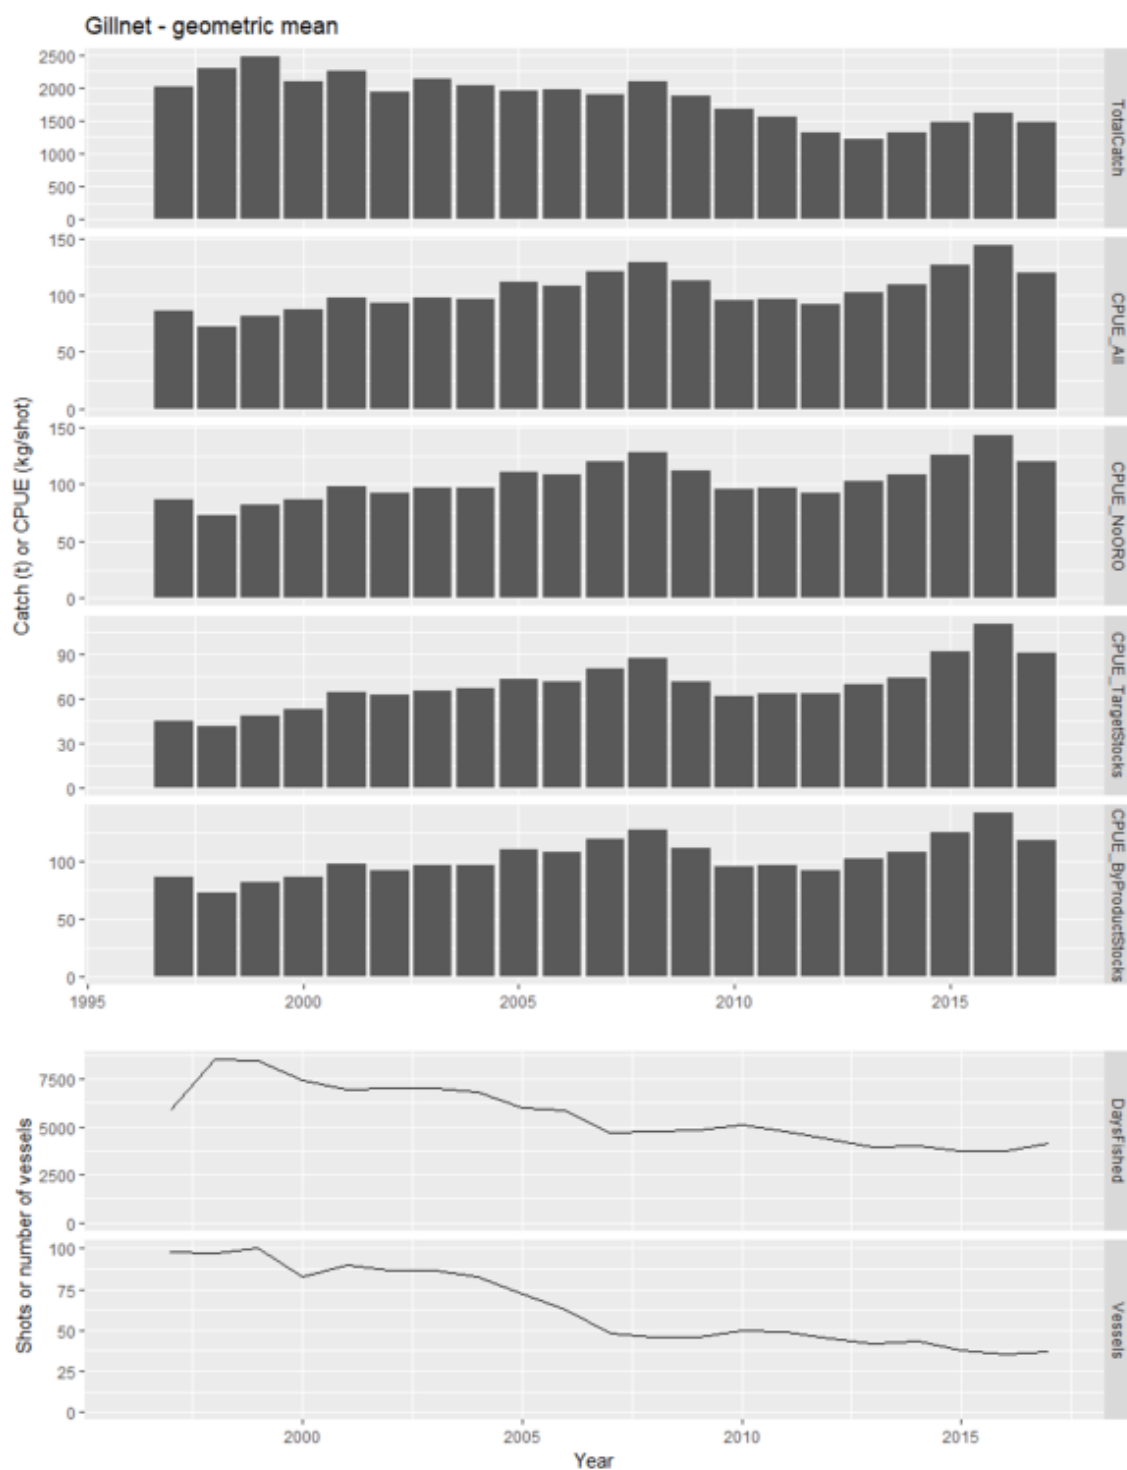 Gillnet - geometric mean
Catch (t) or CPUE (kg/shot)
2500
2000
1500
1000
500
0
TotalCatch
150
100
50
0
CPUE_All
150
100
50
0
CPUE_NoORO
90
60
30
0
CPUE_TargetStocks
100
50
0
CPUE_ByProductStocks
1995 2000 2005 2010 2015
Shots or number of vessels
7500
5000
2500
0
DaysFished
100
75
50
25
0
Vessels
2000 2005 2010 2015
Year